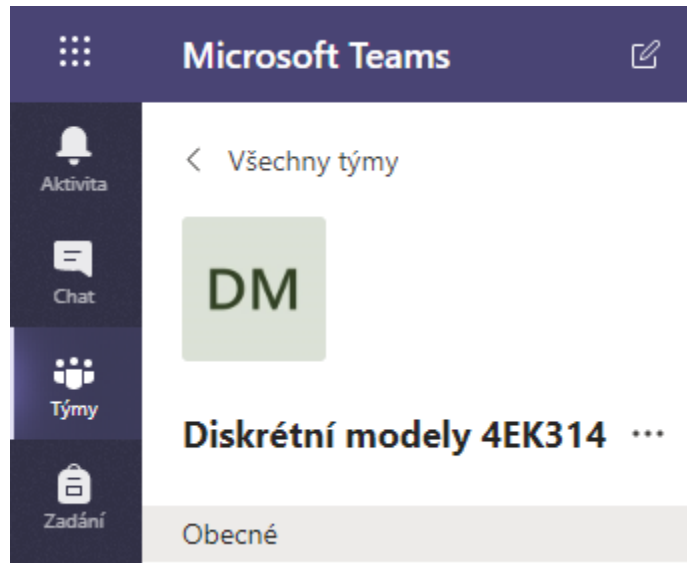 Microsoft Teams
Aktivita
Chat
Týmy
Zadání
Všechny týmy
DM
Diskrétní modely 4EK314 ···
Obecné